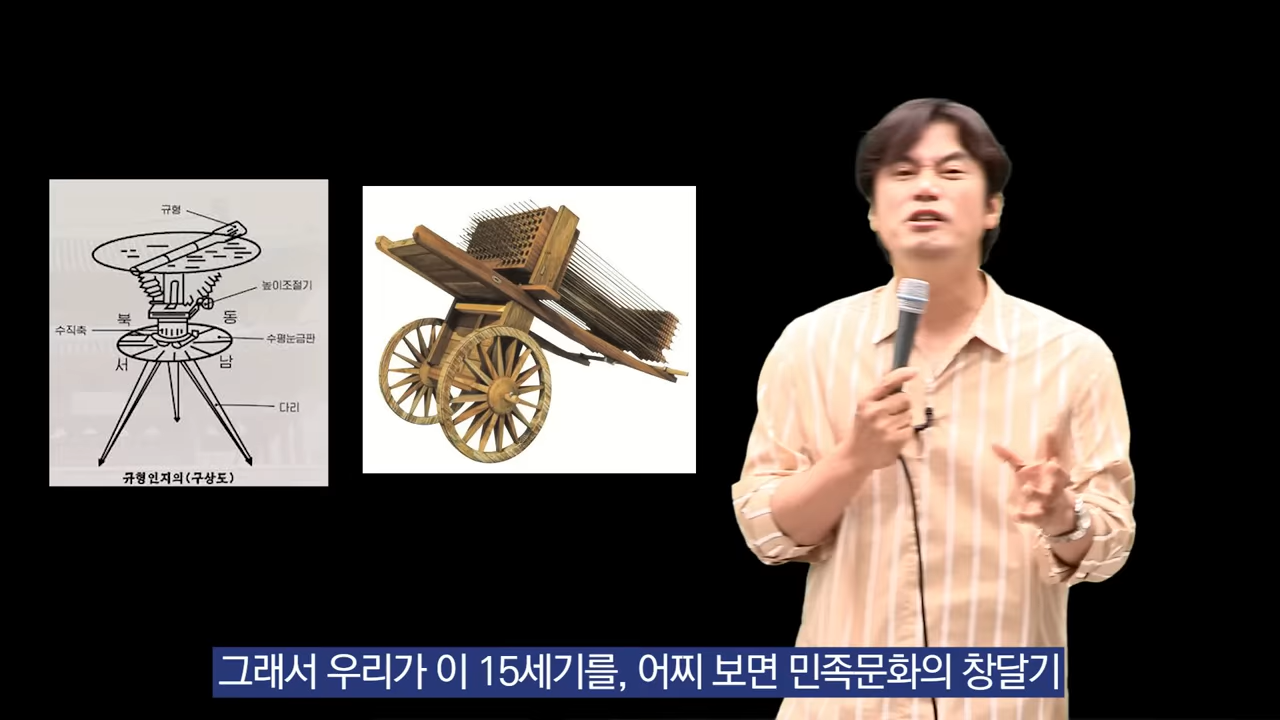 규형
높이조절기
북
동
수직축
수평눈금판
서
남
다리
규형인지의(구상도)
그래서 우리가 이 15세기를, 어찌 보면 민족문화의 창달기